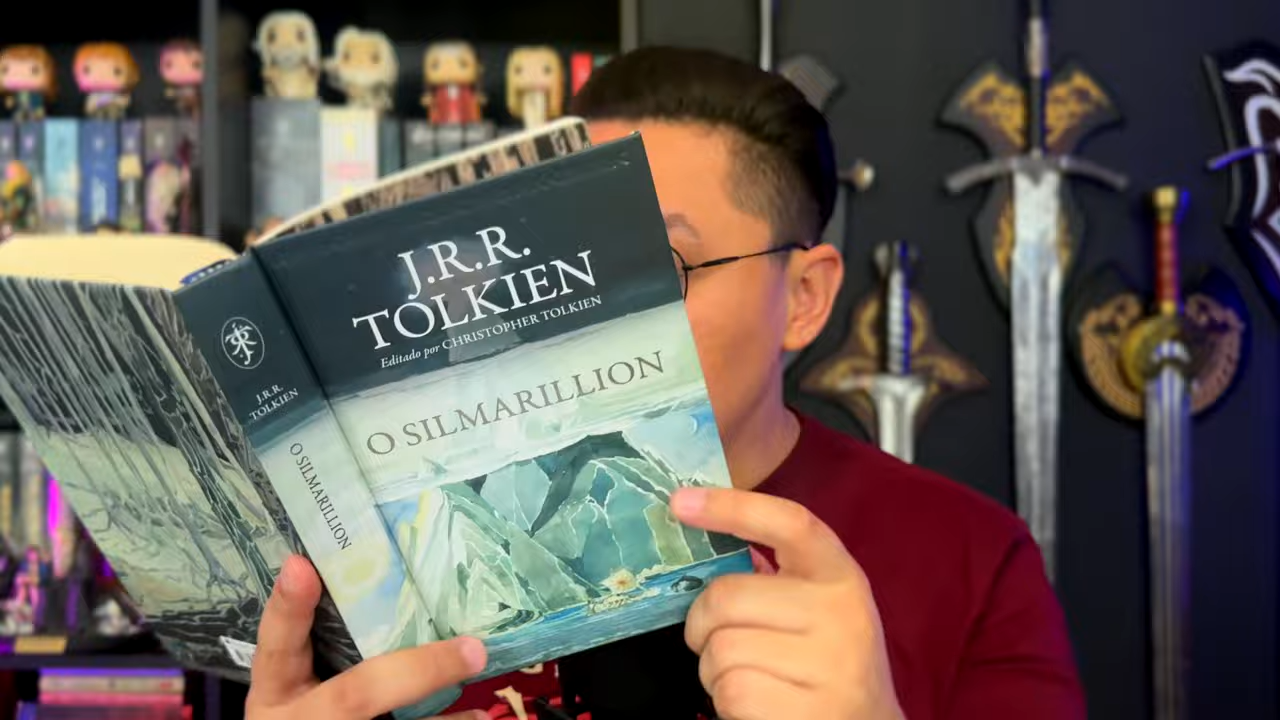 J.R.R.
TOLKIEN
Editado por CHRISTOPHER TOLKIEN
O SILMARILLION
J.R.R.
TOLKIEN
O SILMARILLION